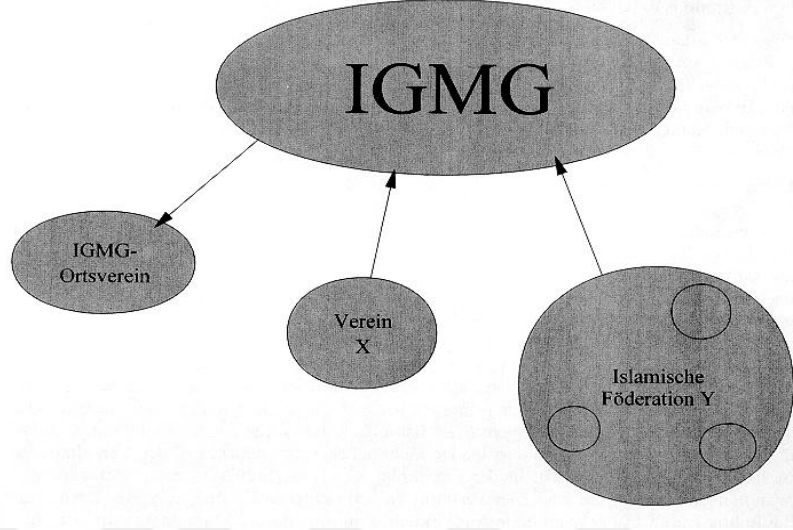 IGMG
IGMG-
Ortsverein
Verein
X
Islamische
Föderation Y